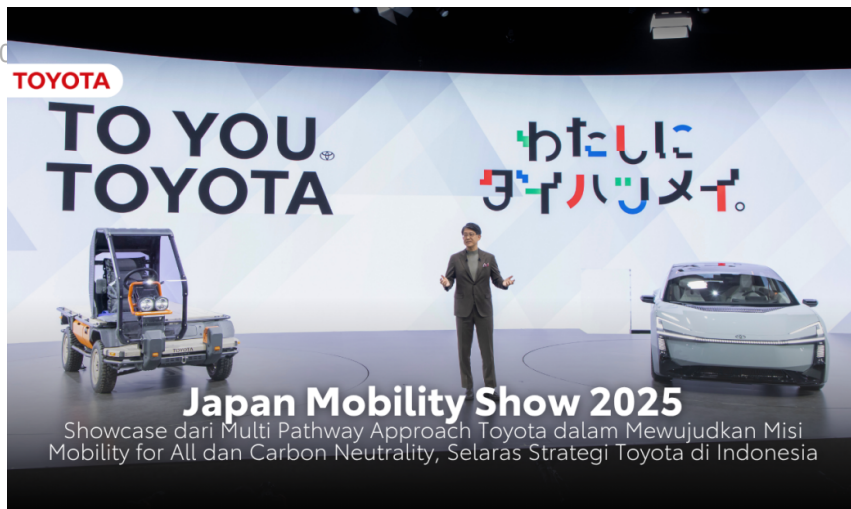 TOYOTA
TO YOU,
TOYOTA
わたしに
ダイハツメイ。
TOYOTA
Japan Mobility Show 2025
Showcase dari Multi Pathway Approach Toyota dalam Mewujudkan Misi
Mobility for All dan Carbon Neutrality, Selaras Strategi Toyota di Indonesia